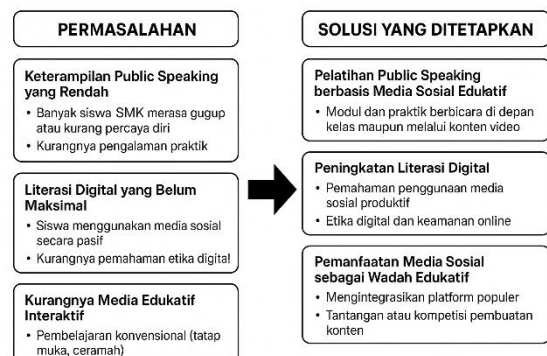 PERMASALAHAN
Keterampilan Public Speaking
yang Rendah
• Banyak siswa SMK merasa gugup
atau kurang percaya diri
• Kurangnya pengalaman praktik
Literasi Digital yang Belum
Maksimal
• Siswa menggunakan media sosial
secara pasif
• Kurangnya pemahaman etika digital
Kurangnya Media Edukatif
Interaktif
• Pembelajaran konvensional (tatap
muka, ceramah)
SOLUSI YANG DITETAPKAN
Pelatihan Public Speaking
berbasis Media Sosial Edukatif
• Modul dan praktik berbicara di depan
kelas maupun melalui konten video
Peningkatan Literasi Digital
• Pemahaman penggunaan media
sosial produktif
• Etika digital dan keamanan online
Pemanfaatan Media Sosial
sebagai Wadah Edukatif
• Mengintegrasikan platform populer
• Tantangan atau kompetisi pembuatan
konten